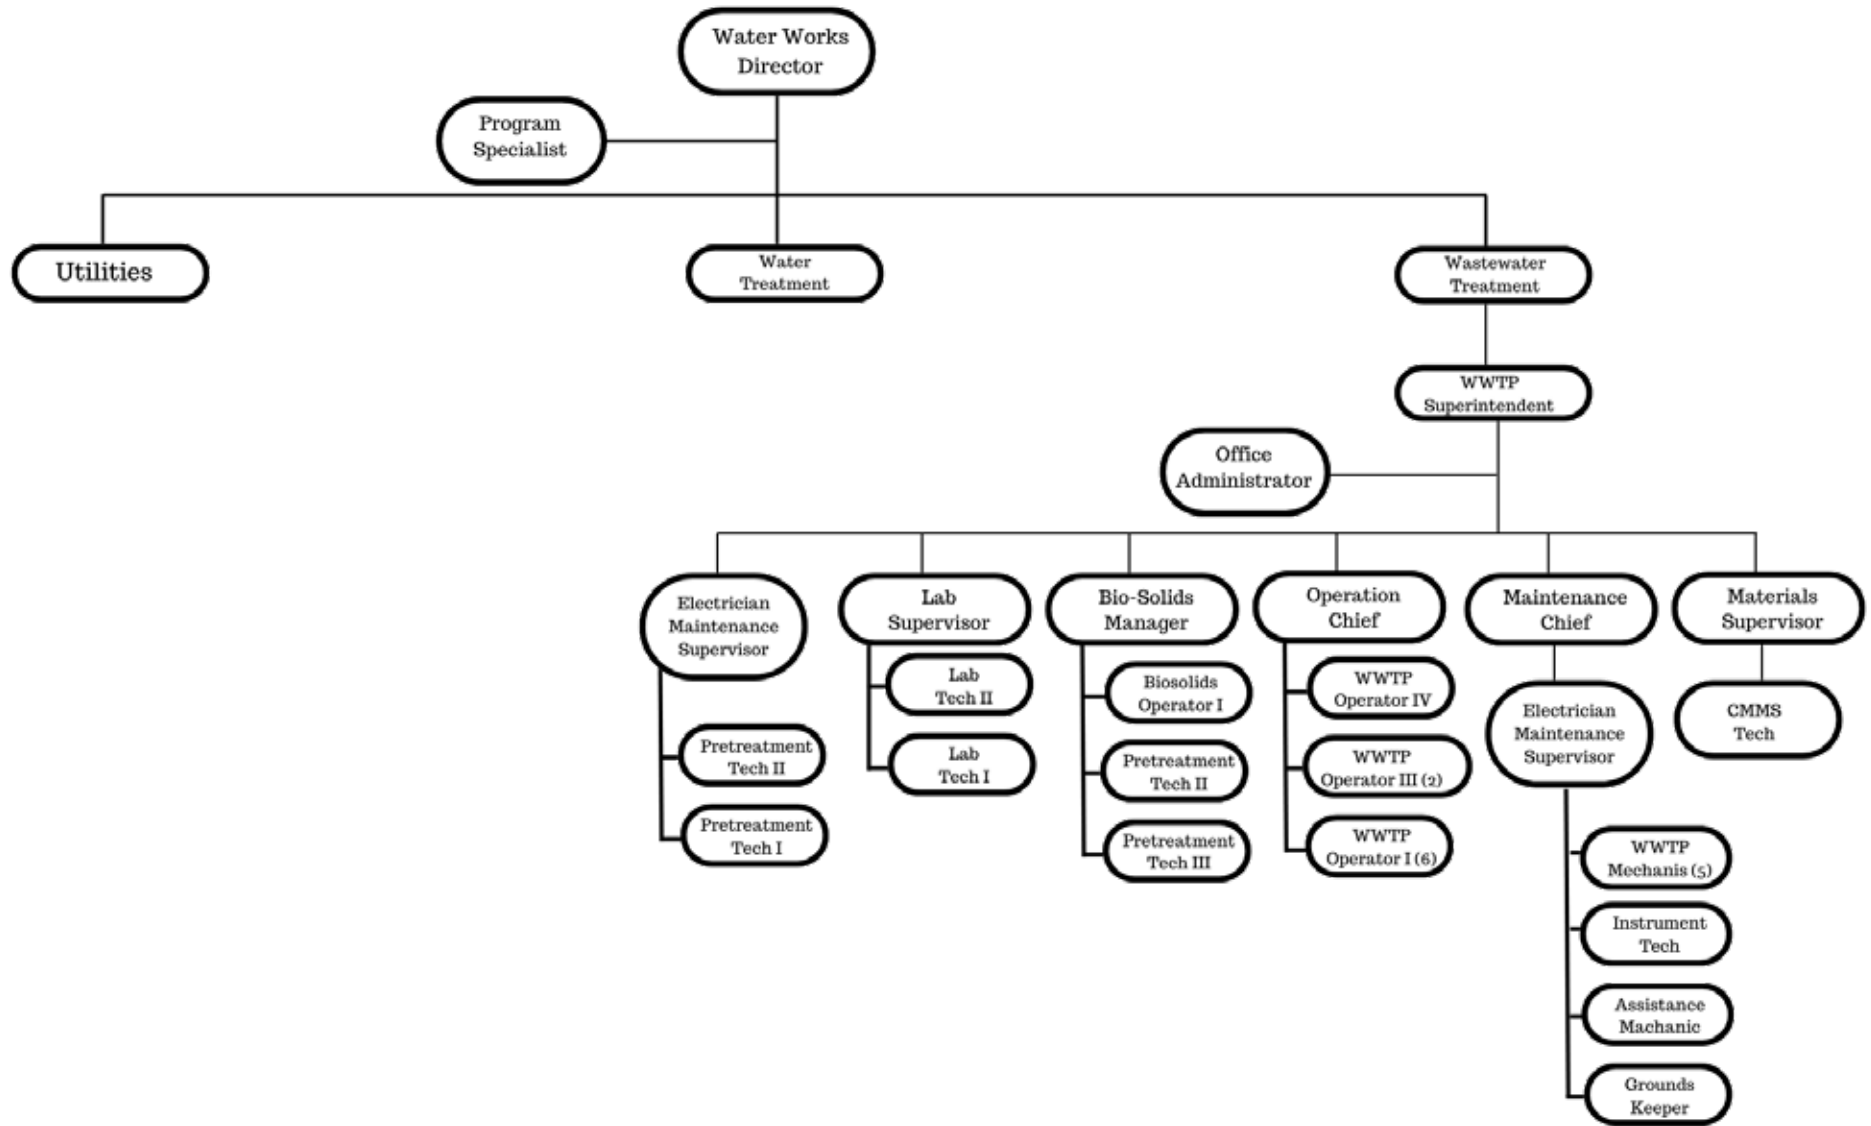 Water Works
Director
Program
Specialist
Utilities
Water
Treatment
Wastewater
Treatment
WWTP
Superintendent
Office
Administrator
Electrician
Maintenance
Supervisor
Pretreatment
Tech II
Pretreatment
Tech I
Lab
Supervisor
Lab
Tech II
Lab
Tech I
Bio-Solids
Manager
Biosolids
Operator I
Pretreatment
Tech II
Pretreatment
Tech III
Operation
Chief
WWTP
Operator IV
WWTP
Operator III (2)
WWTP
Operator I (6)
Maintenance
Chief
Electrician
Maintenance
Supervisor
WWTP
Mechanis (5)
Instrument
Tech
Assistance
Machanic
Grounds
Keeper
Materials
Supervisor
CMMS
Tech